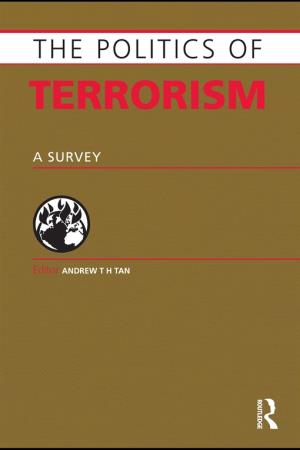 THE POLITICS OF
TERRORISM
A SURVEY
Editor ANDREW T H TAN
ROUTLEDGE